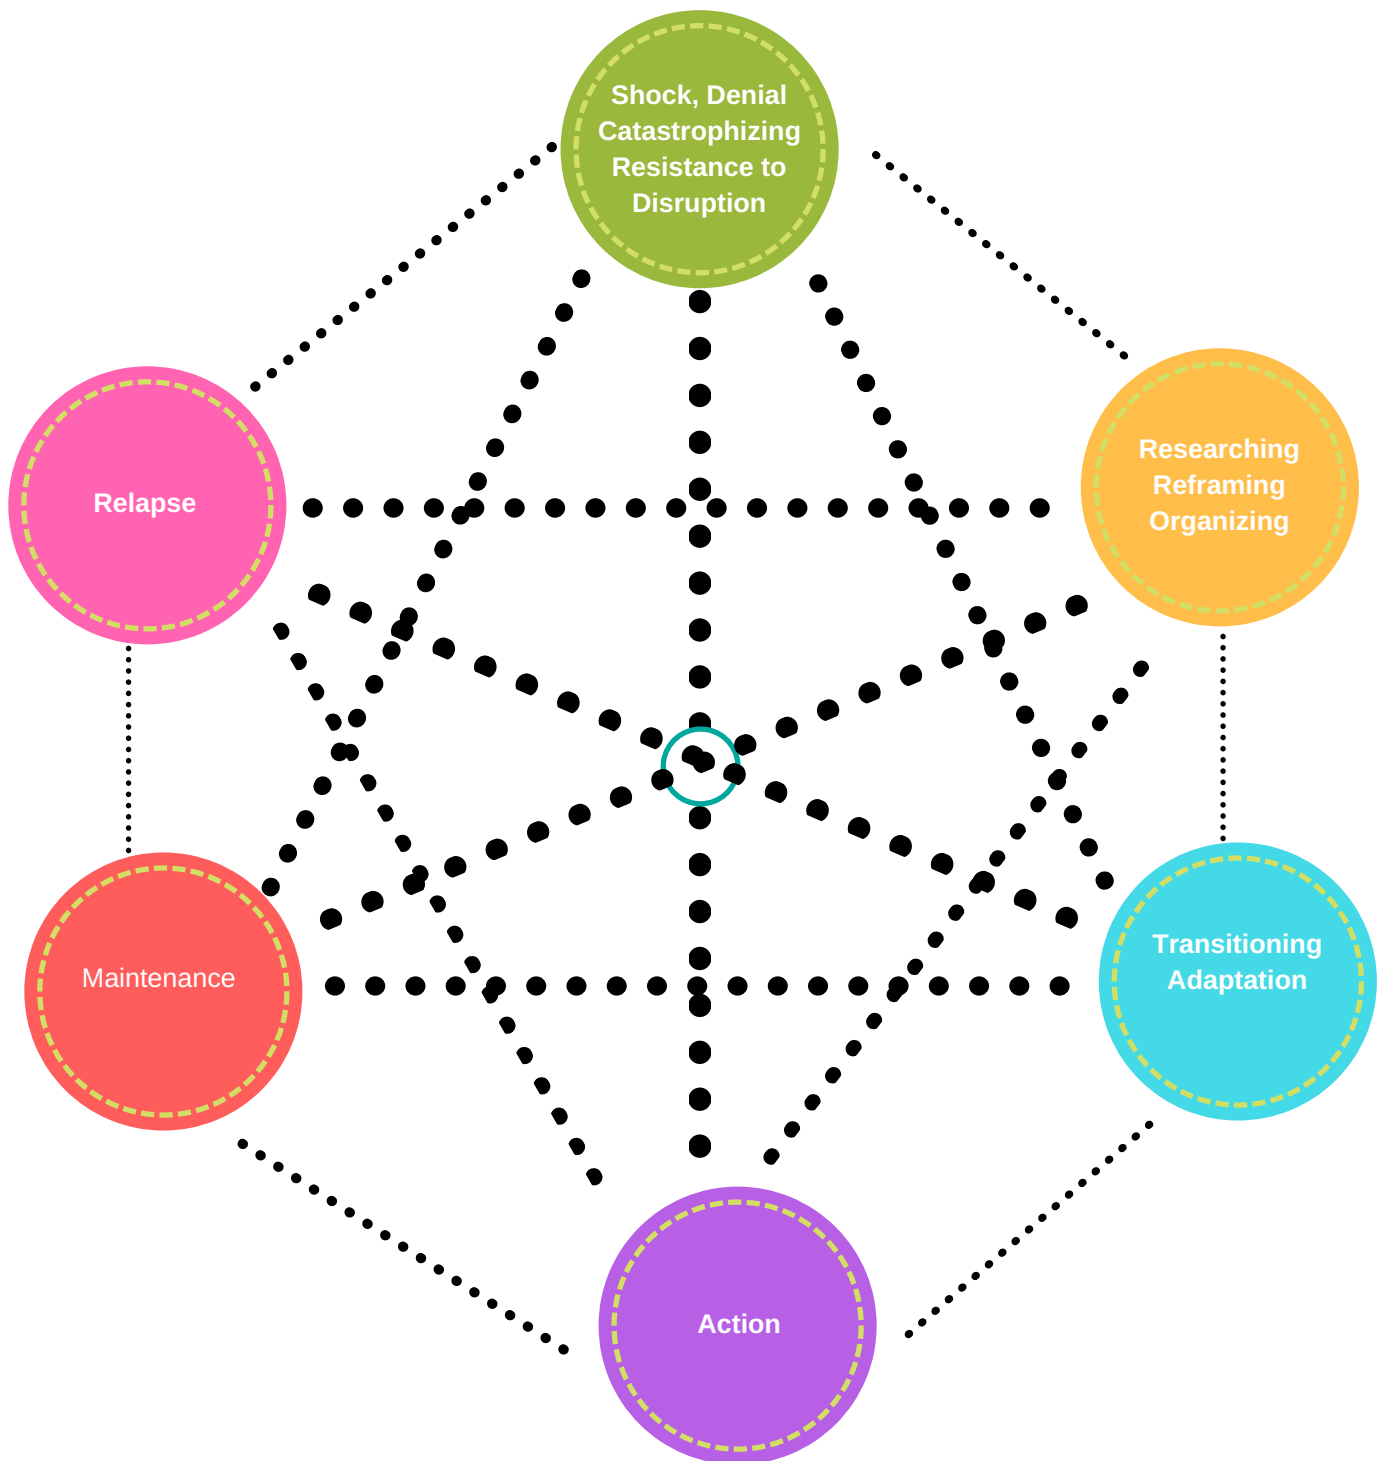 Shock, Denial
Catastrophizing
Resistance to
Disruption
Researching
Reframing
Organizing
Relapse
Transitioning
Adaptation
Maintenance
Action